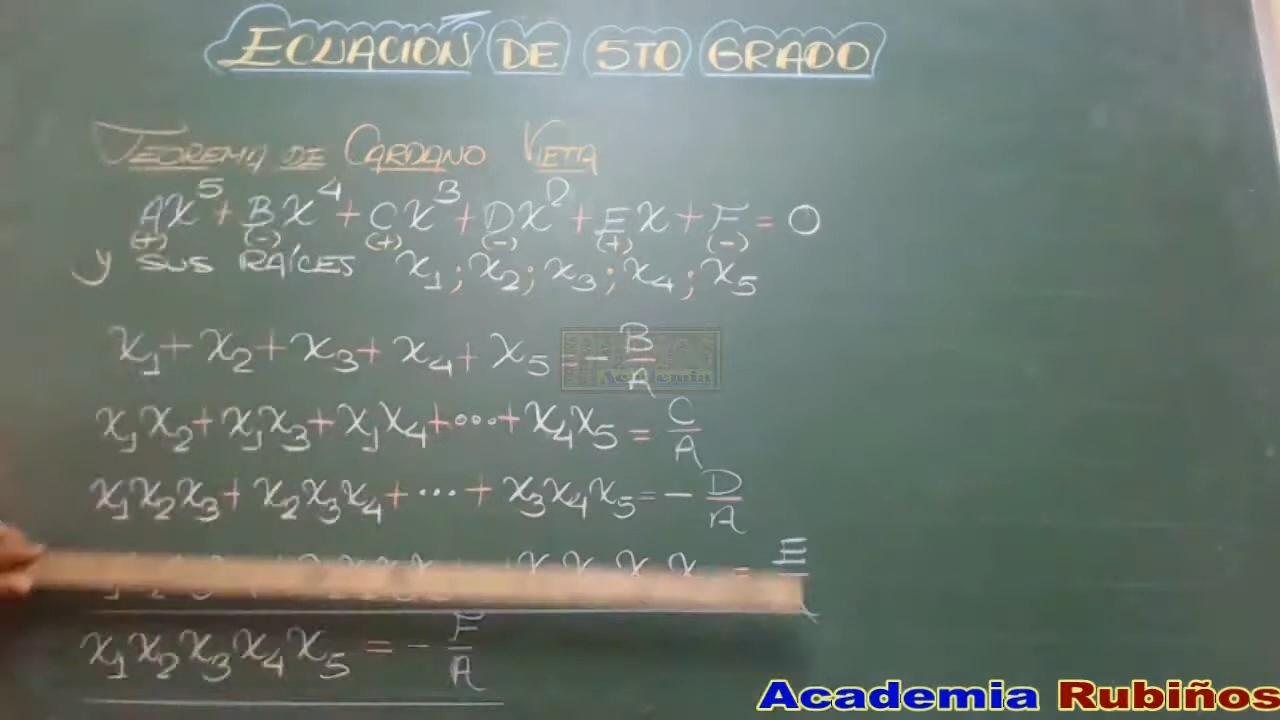 ECUACIÓN DE 5TO GRADO
TEOREMA DE CARDANO VIETTA
Ax⁵ + Bx⁴ + Cx³ + Dx² + Ex + F = 0
(+) (-) (+) (-) (+) (-)
y SUS RAÍCES x₁ ; x₂ ; x₃ ; x₄ ; x₅
x₁ + x₂ + x₃ + x₄ + x₅ = - B/A
x₁x₂ + x₁x₃ + x₁x₄ + ... + x₄x₅ = C/A
x₁x₂x₃ + x₂x₃x₄ + ... + x₃x₄x₅ = - D/A
= E
x₁x₂x₃x₄x₅ = - F/A
Academia
Academia Rubiños